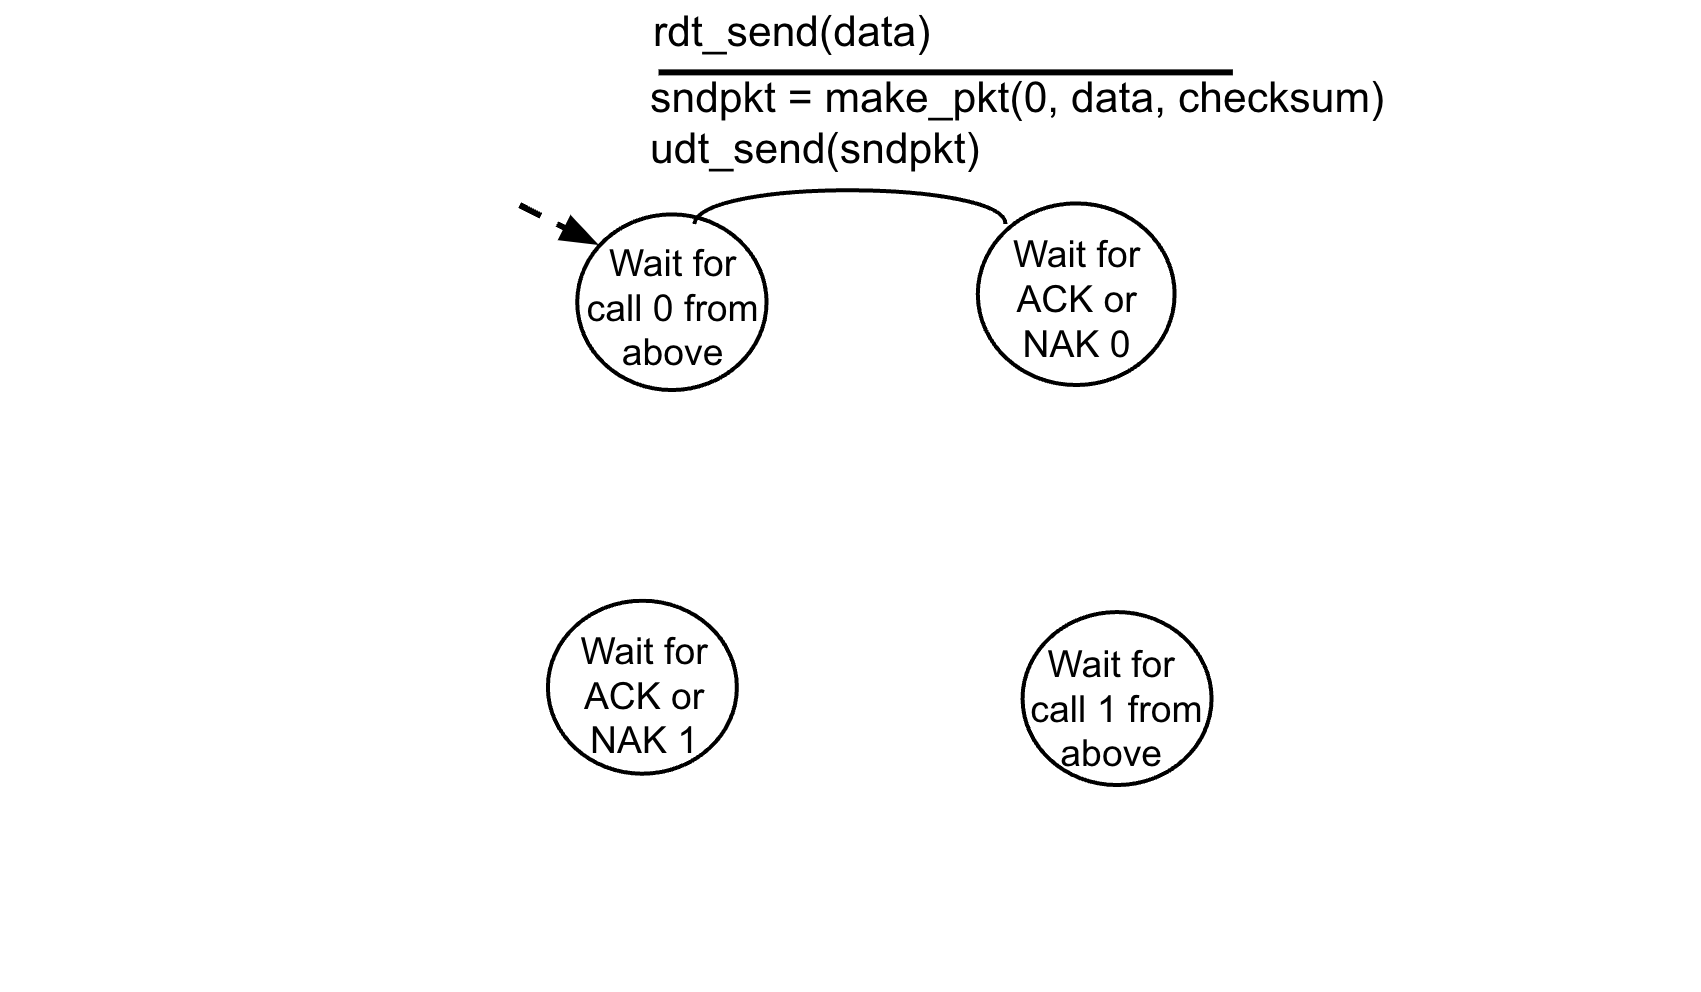 rdt_send(data)
sndpkt = make_pkt(0, data, checksum)
udt_send(sndpkt)
Wait for
call 0 from
above
Wait for
ACK or
NAK 0
Wait for
ACK or
NAK 1
Wait for
call 1 from
above